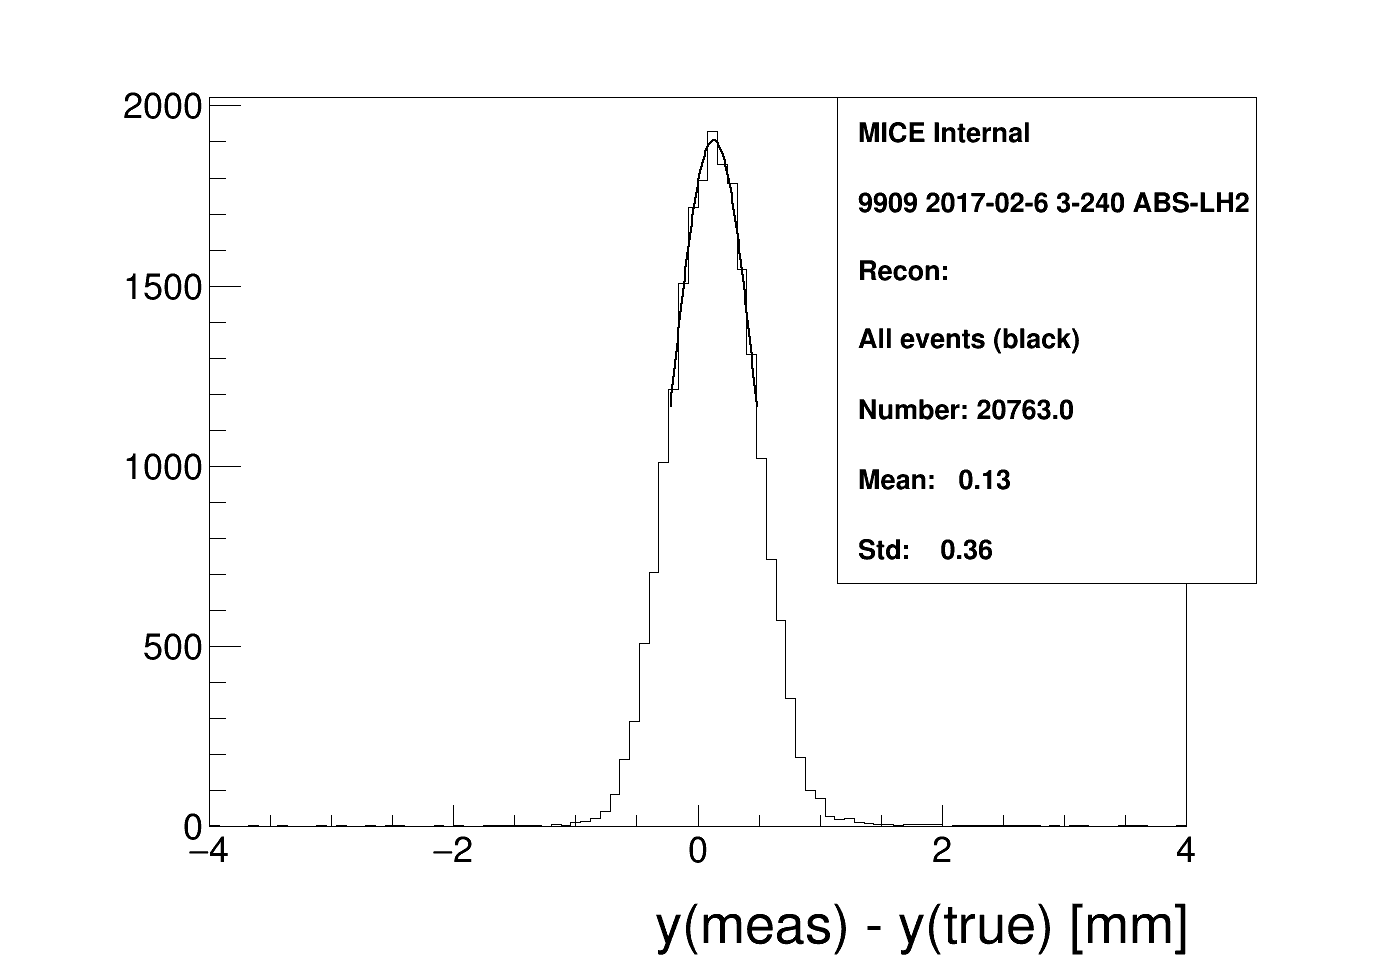 2000
1500
1000
500
0
−4
−2
0
2
4
y(meas) - y(true) [mm]
MICE Internal
9909 2017-02-6 3-240 ABS-LH2
Recon:
All events (black)
Number: 20763.0
Mean: 0.13
Std: 0.36